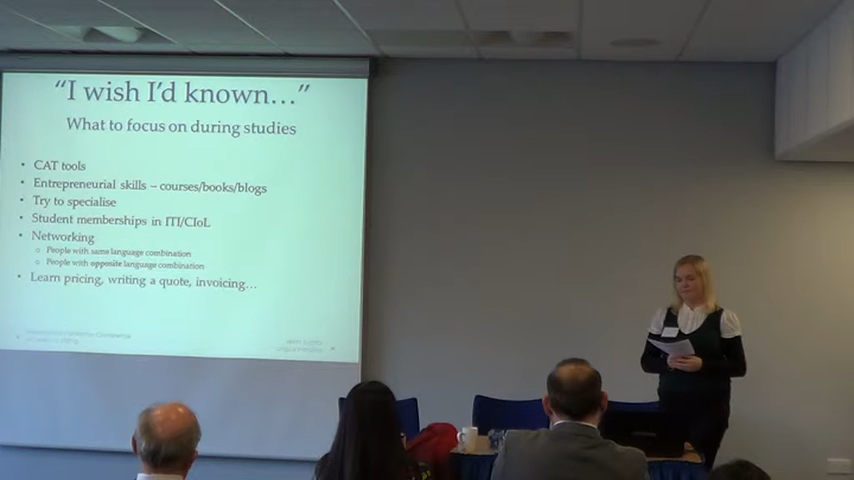 “I wish I’d known…”
What to focus on during studies
• CAT tools
• Entrepreneurial skills – courses/books/blogs
• Try to specialise
• Student memberships in ITI/CIoL
• Networking
o People with same language combination
o People with opposite language combination
• Learn pricing, writing a quote, invoicing…